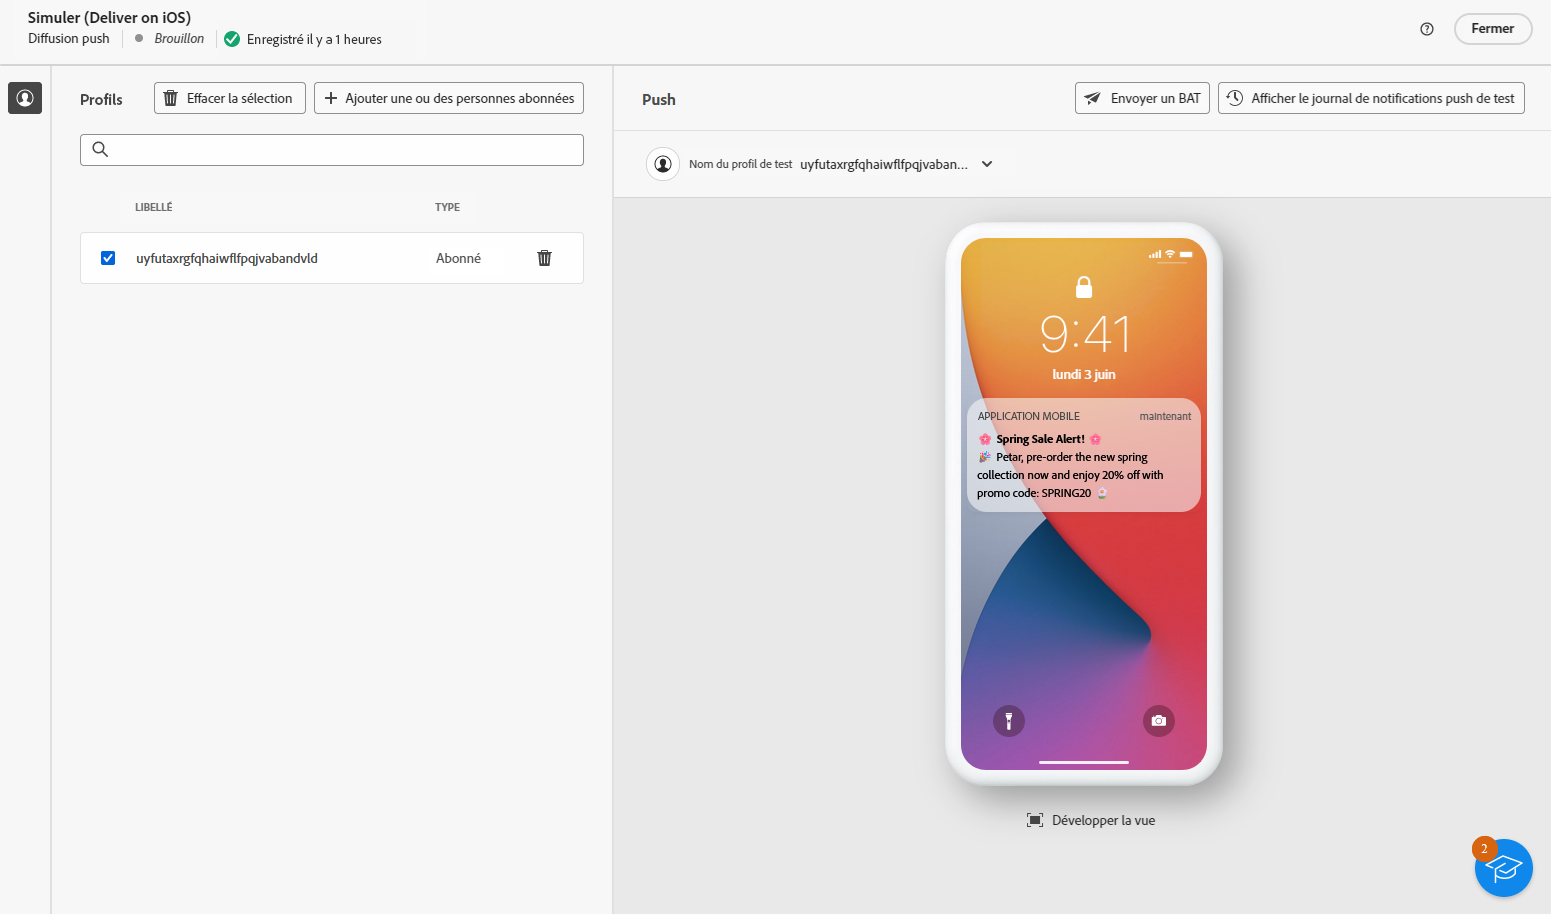 Simuler (Deliver on iOS)
Diffusion push
Brouillon
Enregistré il y a 1 heures
Fermer
Profils
Effacer la sélection
Ajouter une ou des personnes abonnées
Push
Envoyer un BAT
Afficher le journal de notifications push de test
Nom du profil de test uyfutaxrgfqhaiwflfpqjvaban...
LIBELLÉ TYPE
uyfutaxrgfqhaiwflfpqjvabandvld Abonné
9:41
lundi 3 juin
APPLICATION MOBILE maintenant
🌸 Spring Sale Alert! 🌸
🎉 Petar, pre-order the new spring
collection now and enjoy 20% off with
promo code: SPRING20
Développer la vue
2